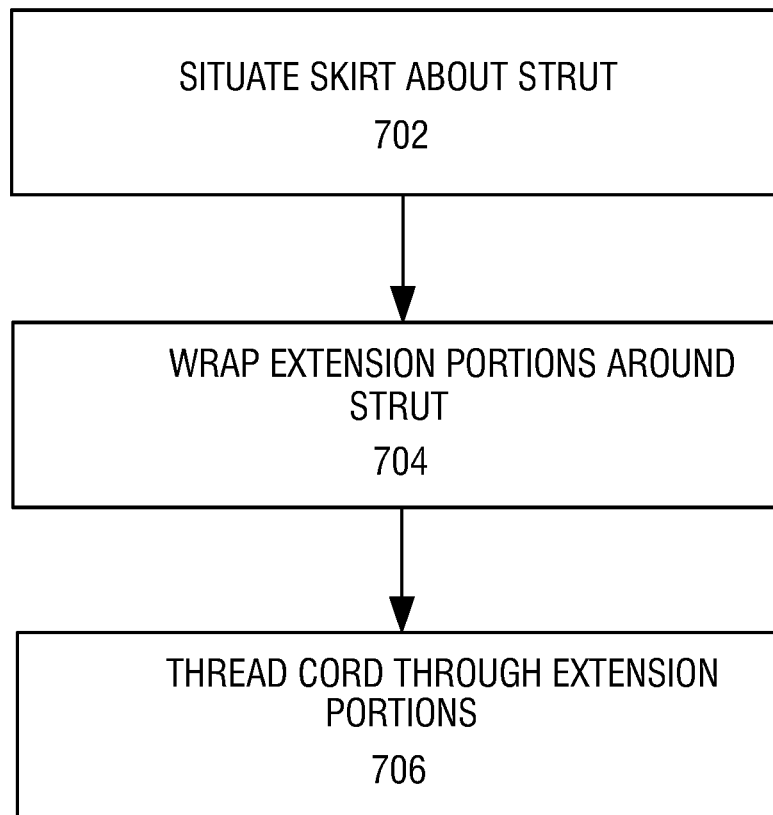 SITUATE SKIRT ABOUT STRUT
702
WRAP EXTENSION PORTIONS AROUND
STRUT
704
THREAD CORD THROUGH EXTENSION
PORTIONS
706